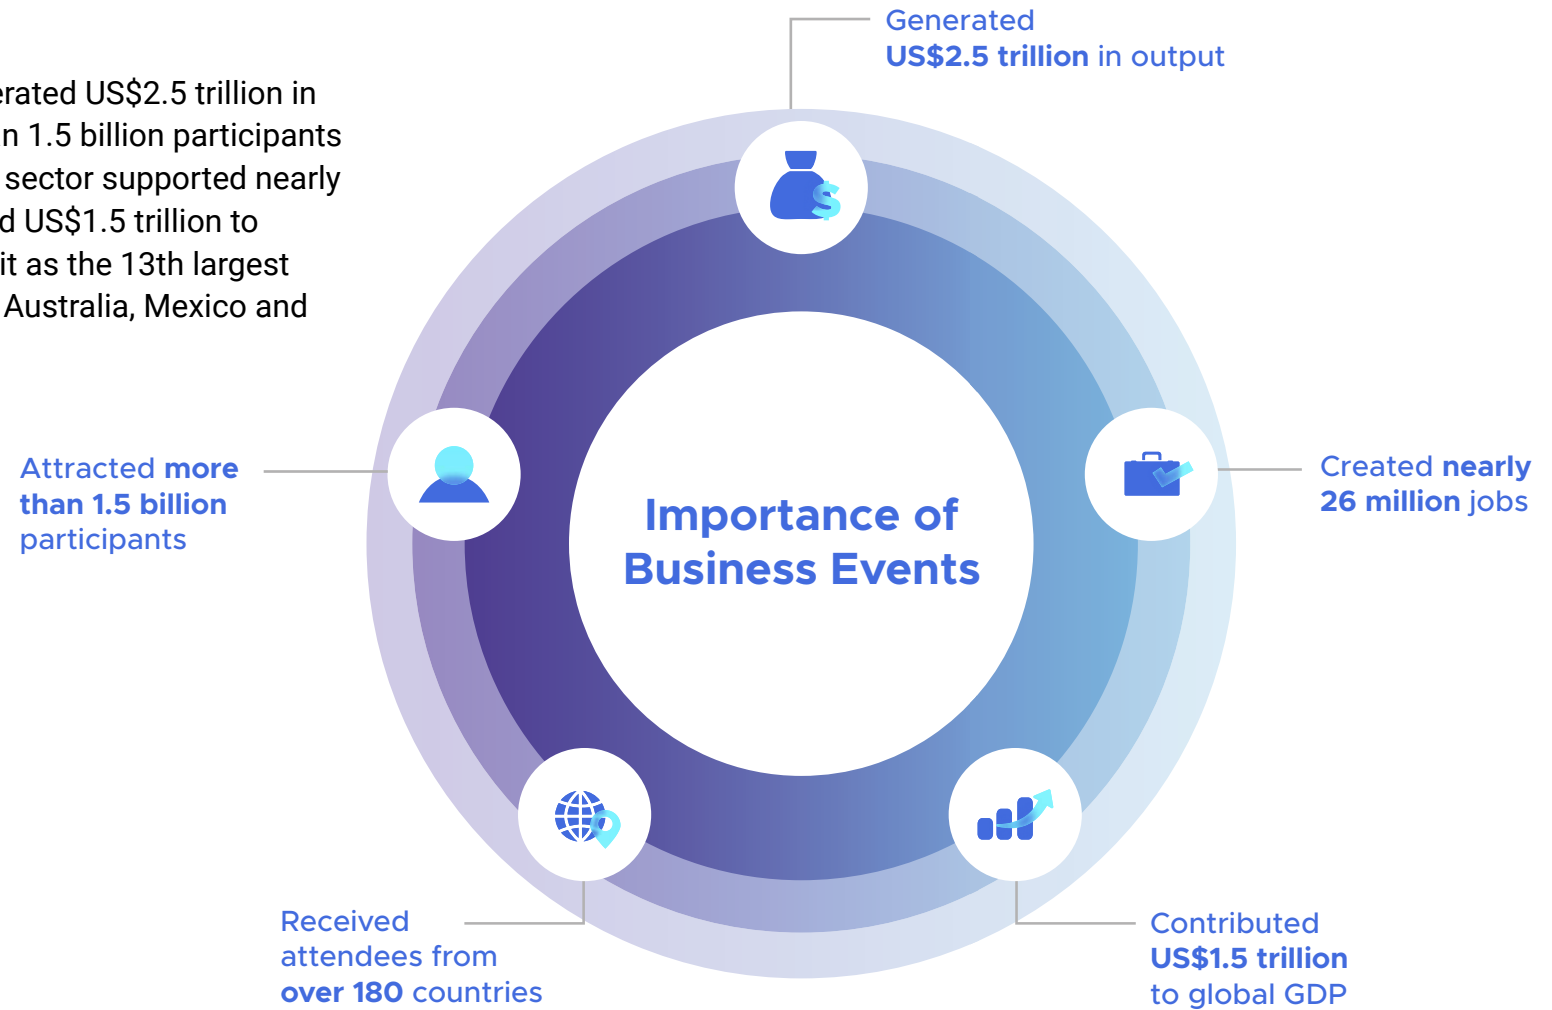 Generated
US$2.5 trillion in output
US$2.5 trillion in
1.5 billion participants
sector supported nearly
US$1.5 trillion to
it as the 13th largest
Australia, Mexico and
Attracted more
than 1.5 billion
participants
Importance of
Business Events
Created nearly
26 million jobs
Received
attendees from
over 180 countries
Contributed
US$1.5 trillion
to global GDP
$